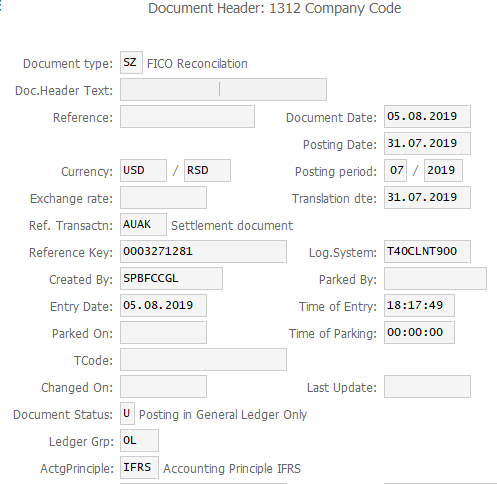 Document Header: 1312 Company Code
Document type: SZ FICO Reconcilation
Doc.Header Text:
Reference: Document Date: 05.08.2019
Posting Date: 31.07.2019
Currency: USD / RSD Posting period: 07 / 2019
Exchange rate: Translation dte: 31.07.2019
Ref. Transactn: AUAK Settlement document
Reference Key: 0003271281 Log.System: T40CLNT900
Created By: SPBFCCGL Parked By:
Entry Date: 05.08.2019 Time of Entry: 18:17:49
Parked On: Time of Parking: 00:00:00
TCode:
Changed On: Last Update:
Document Status: U Posting in General Ledger Only
Ledger Grp: 0L
ActgPrinciple: IFRS Accounting Principle IFRS